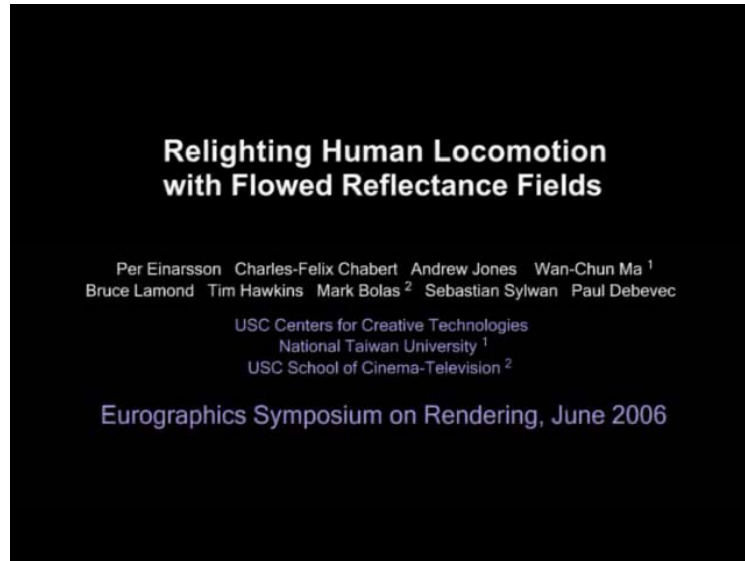 Relighting Human Locomotion
with Flowed Reflectance Fields
Per Einarsson Charles-Felix Chabert Andrew Jones Wan-Chun Ma ¹
Bruce Lamond Tim Hawkins Mark Bolas ² Sebastian Sylwan Paul Debevec
USC Centers for Creative Technologies
National Taiwan University ¹
USC School of Cinema-Television ²
Eurographics Symposium on Rendering, June 2006